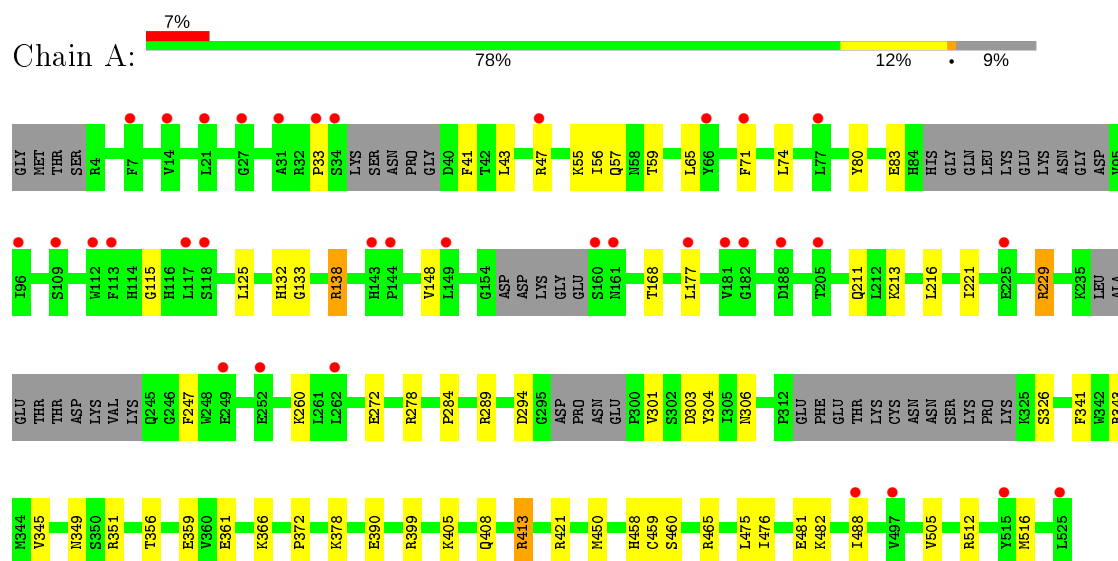 7%
Chain A:
78% 12% • 9%
GLY MET THR SER R4 F7 V14 L21 G27 A31 R32 P33 S34 LYS SER ASN PRO GLY D40 F41 T42 L43 R47 K55 I56 Q57 N58 T59 L65 Y66 F71 L74 L77 Y80 E83 H84 HIS GLY GLN LEU LYS GLU LYS ASN GLY ASP V95
I96 S109 W112 F113 H114 G115 H116 L117 S118 L125 H132 G133 R138 H143 P144 V148 L149 G154 ASP ASP LYS GLY GLU S160 N161 T168 L177 V181 G182 D188 T205 Q211 L212 K213 L216 I221 E225 R229 K235 LEU ALA
GLU THR THR ASP LYS VAL LYS Q245 G246 F247 W248 E249 E252 K260 L261 L262 E272 R278 P284 R289 D294 G295 ASP PRO ASN GLU P300 V301 S302 D303 Y304 I305 N306 P312 GLU PHE GLU THR LYS CYS ASN ASN SER LYS PRO LYS K325 S326 F341 W342 R343
M344 V345 N349 S350 R351 T356 E359 V360 E361 K366 P372 K378 E390 R399 K405 Q408 R413 R421 M450 H458 C459 S460 R465 L475 I476 E481 K482 I488 V497 V505 R512 Y515 M516 L525